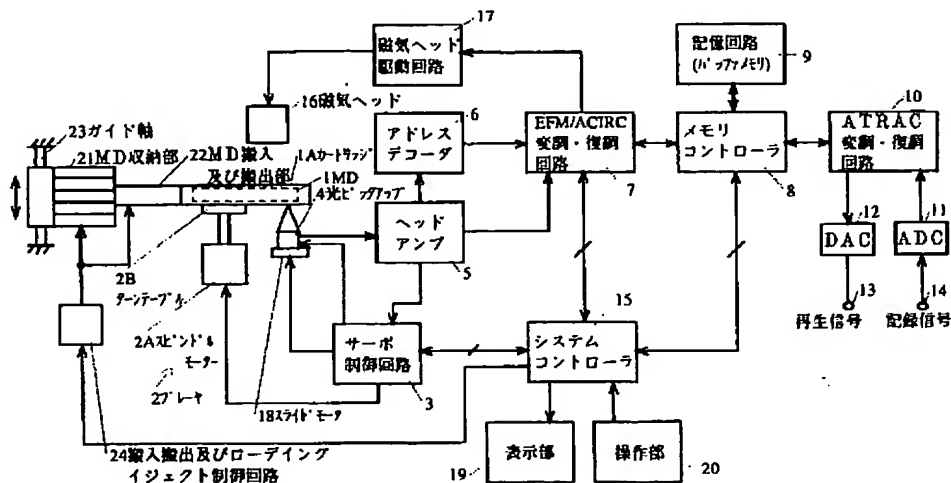 17
磁気ヘッド
駆動回路
16磁気ヘッド
記憶回路
(バッファメモリ)
9
6
アドレス
デコーダ
EFM/ACIRC
変調・復調
回路
7
メモリ
コントローラ
8
10
ATRAC
変調・復調
回路
23ガイド軸
21MD収納部
22MD搬入
及び搬出部
1Aカートリッジ
1MD
4光ピックアップ
ヘッド
アンプ
5
12
DAC
11
ADC
13
再生信号
14
記録信号
2B
ターンテーブル
2Aスピンドル
モーター
2プレーヤ
サーボ
制御回路
3
18スライドモータ
15
システム
コントローラ
24搬入搬出及びローディング
イジェクト制御回路
表示部
19
操作部
20